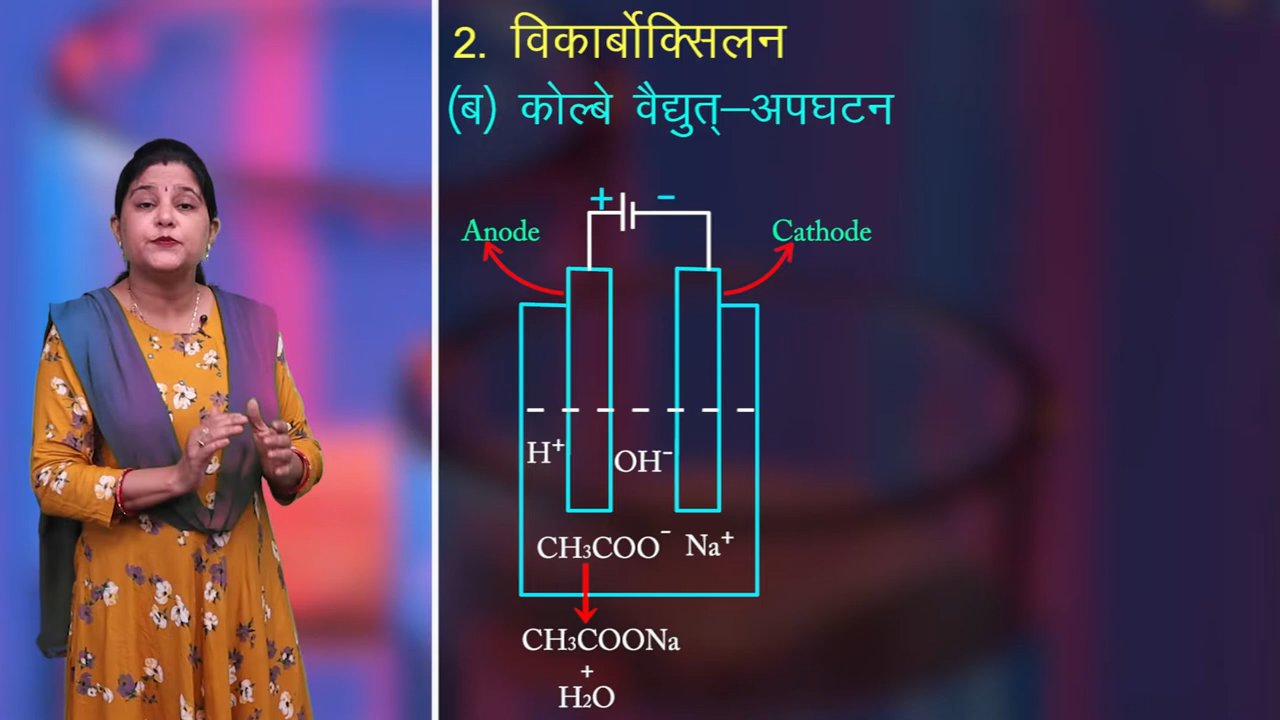 2. विकार्बोक्सिलन
(ब) कोल्बे वैद्युत्–अपघटन
+ −
Anode Cathode
H⁺ OH⁻
CH₃COO⁻ Na⁺
CH₃COONa
+
H₂O